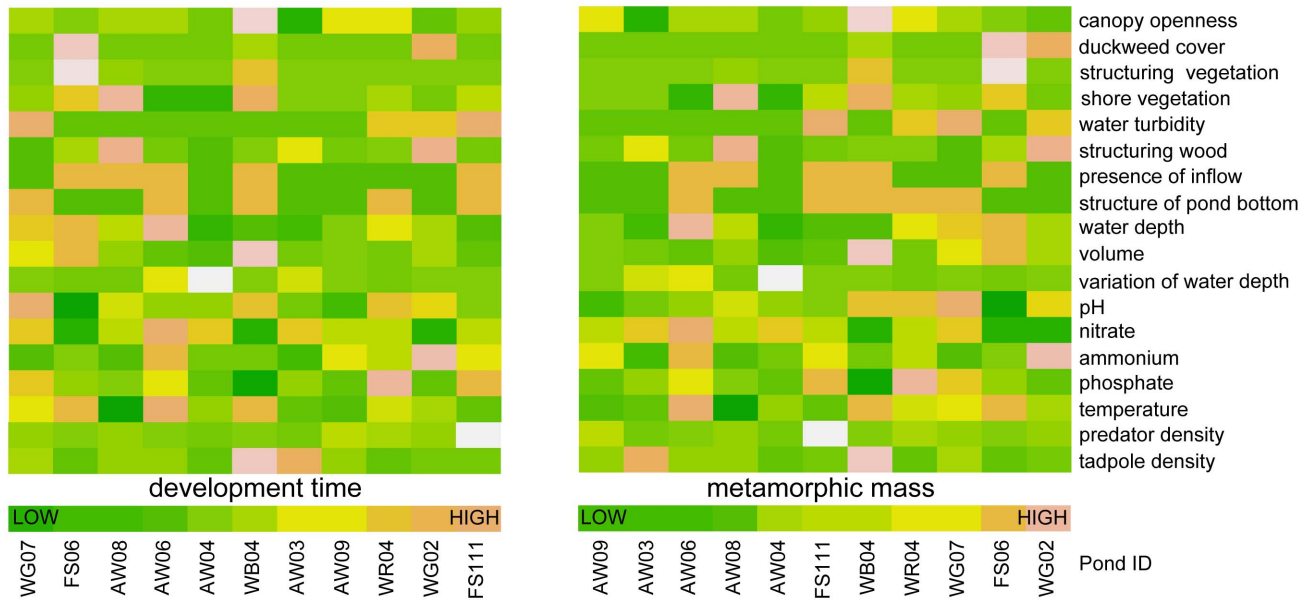 canopy openness
duckweed cover
structuring vegetation
shore vegetation
water turbidity
structuring wood
presence of inflow
structure of pond bottom
water depth
volume
variation of water depth
pH
nitrate
ammonium
phosphate
temperature
predator density
tadpole density
development time
metamorphic mass
LOW HIGH
LOW HIGH
WG07 FS06 AW08 AW06 AW04 WB04 AW03 AW09 WR04 WG02 FS111
AW09 AW03 AW06 AW08 AW04 FS111 WB04 WR04 WG07 FS06 WG02
Pond ID